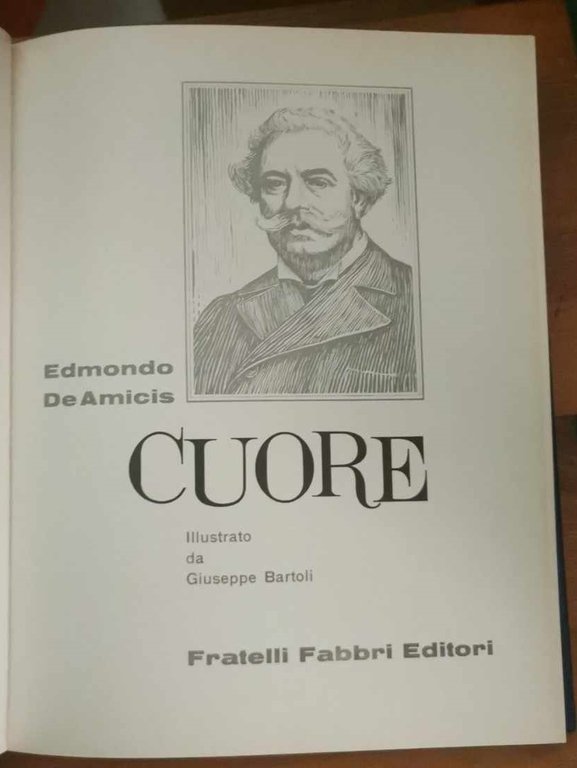 Edmondo
De Amicis
CUORE
Illustrato
da
Giuseppe Bartoli
Fratelli Fabbri Editori